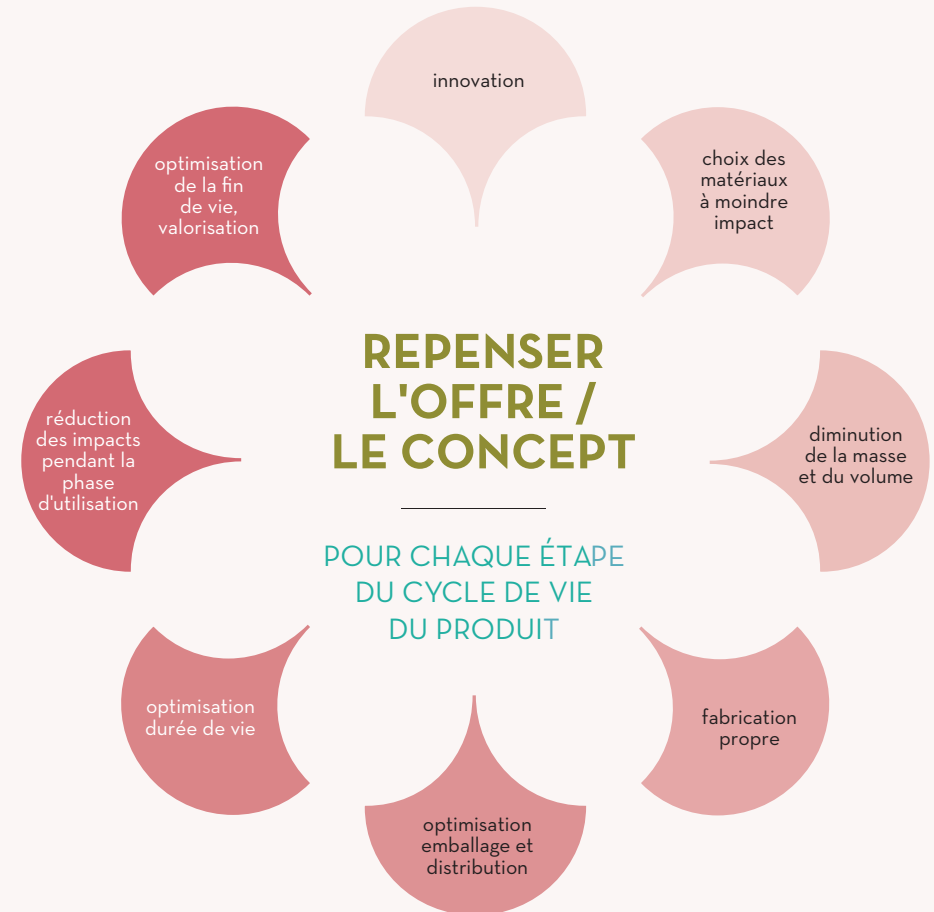 innovation
choix des
matériaux
à moindre
impact
diminution
de la masse
et du volume
fabrication
propre
optimisation
emballage et
distribution
optimisation
durée de vie
réduction
des impacts
pendant la
phase
d'utilisation
optimisation
de la fin
de vie,
valorisation
REPENSER
L'OFFRE /
LE CONCEPT
POUR CHAQUE ÉTAPE
DU CYCLE DE VIE
DU PRODUIT